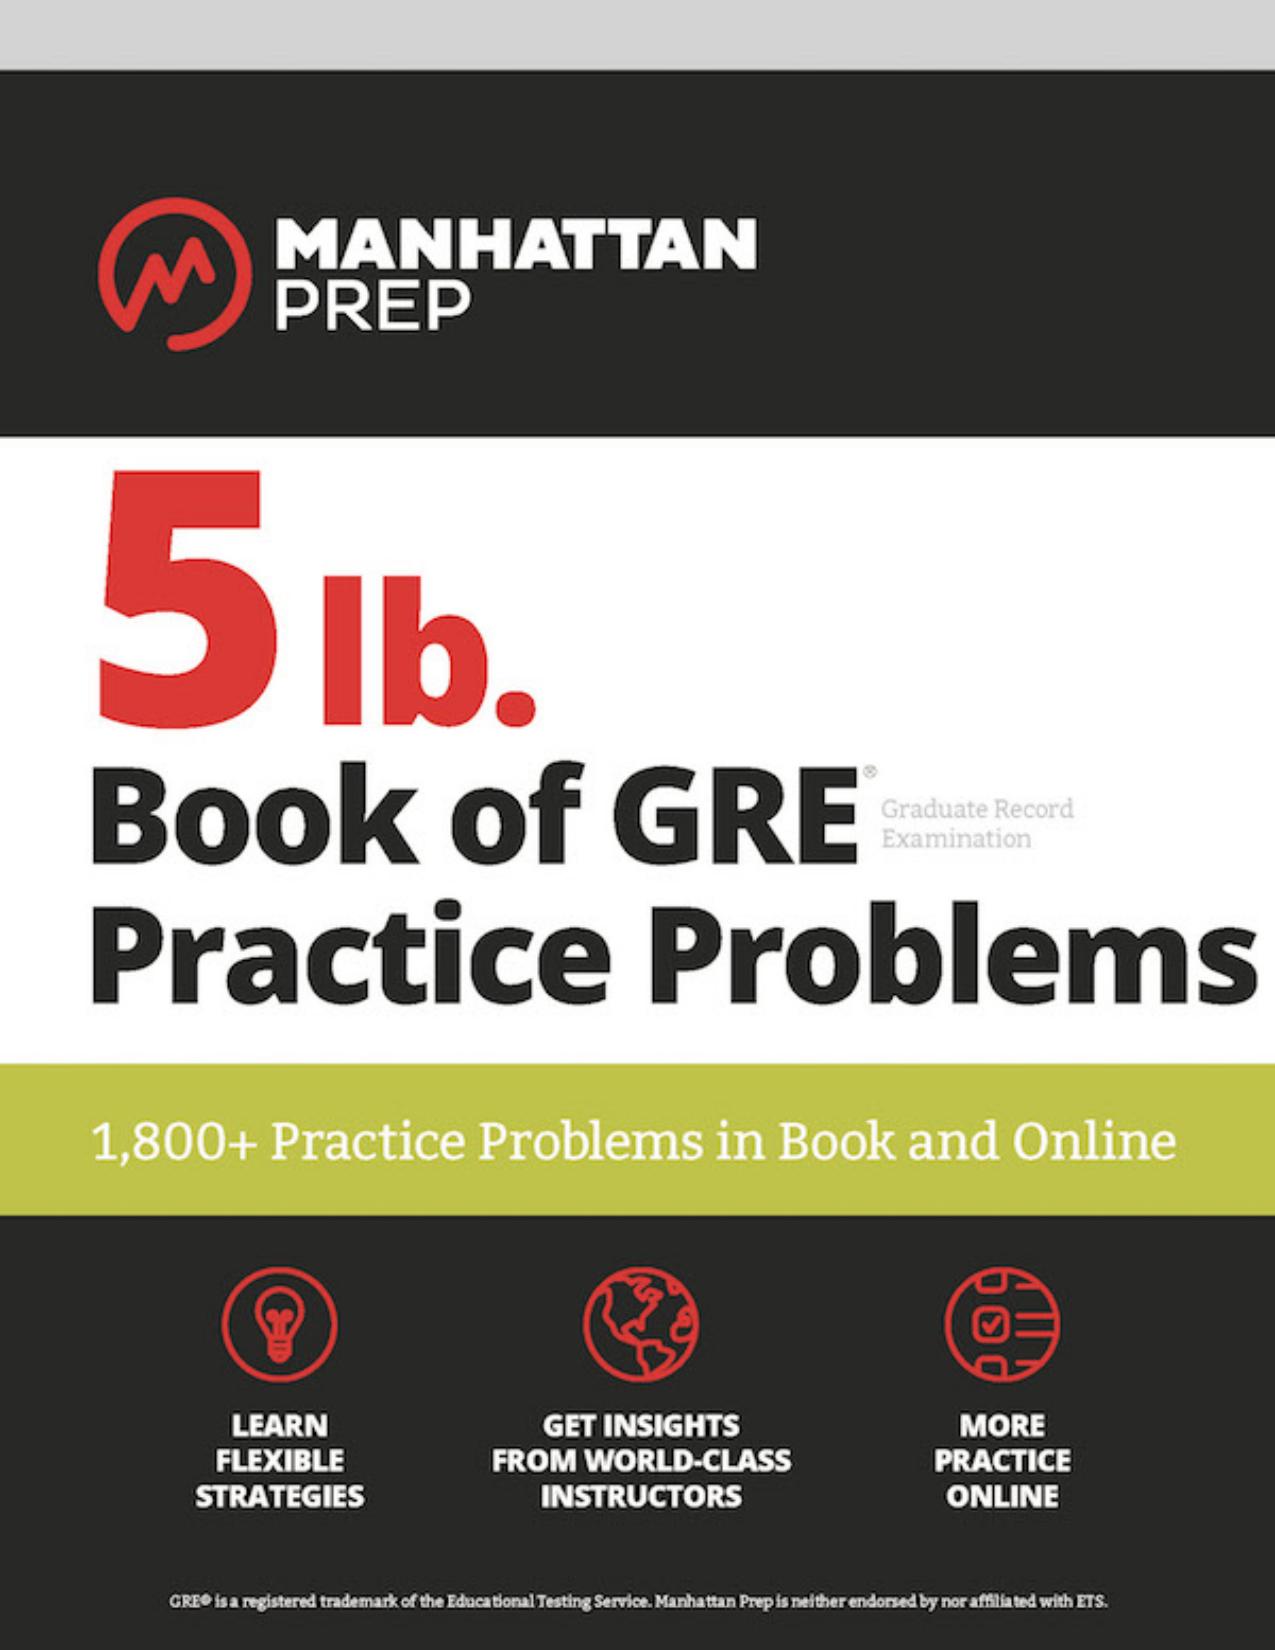 MANHATTAN
PREP
5 lb.
Book of GRE®
Graduate Record
Examination
Practice Problems
1,800+ Practice Problems in Book and Online
LEARN
FLEXIBLE
STRATEGIES
GET INSIGHTS
FROM WORLD-CLASS
INSTRUCTORS
MORE
PRACTICE
ONLINE
GRE® is a registered trademark of the Educational Testing Service. Manhattan Prep is neither endorsed by nor affiliated with ETS.